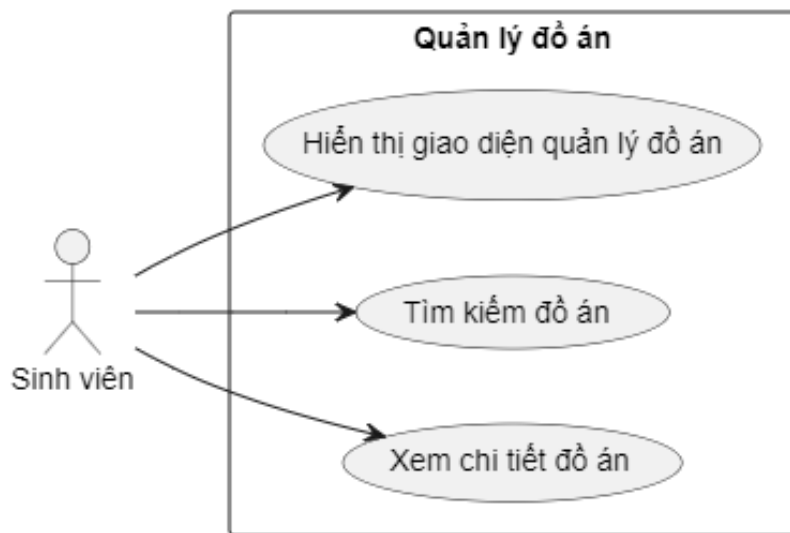 Quản lý đồ án
Hiển thị giao diện quản lý đồ án
Tìm kiếm đồ án
Sinh viên
Xem chi tiết đồ án